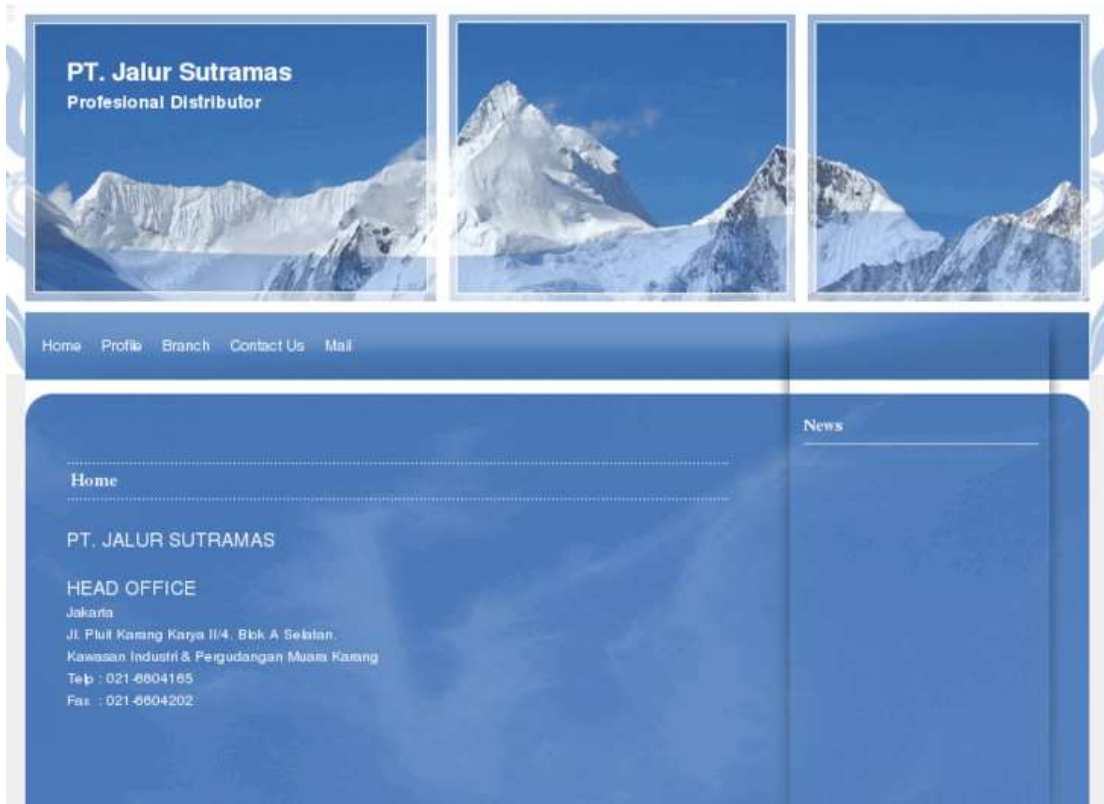 PT. Jalur Sutramas
Profesional Distributor
Home Profile Branch Contact Us Mail
News
Home
PT. JALUR SUTRAMAS
HEAD OFFICE
Jakarta
Jl. Pluit Karang Karya II/4. Blok A Selatan.
Kawasan Industri & Pergudangan Muara Karang
Telp : 021-6604165
Fax : 021-6604202